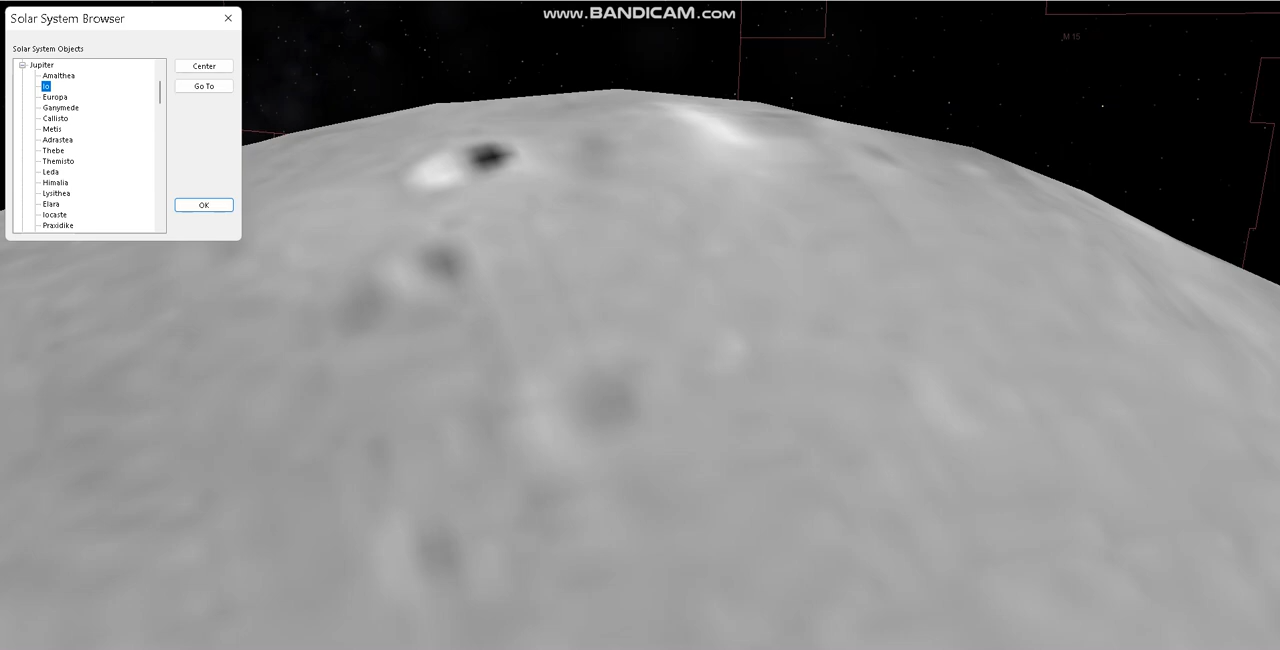 www.BANDICAM.com
Solar System Browser
Solar System Objects
Jupiter
Amalthea
Io
Europa
Ganymede
Callisto
Metis
Adrastea
Thebe
Themisto
Leda
Himalia
Lysithea
Elara
Iocaste
Praxidike
Center
Go To
OK
M 15